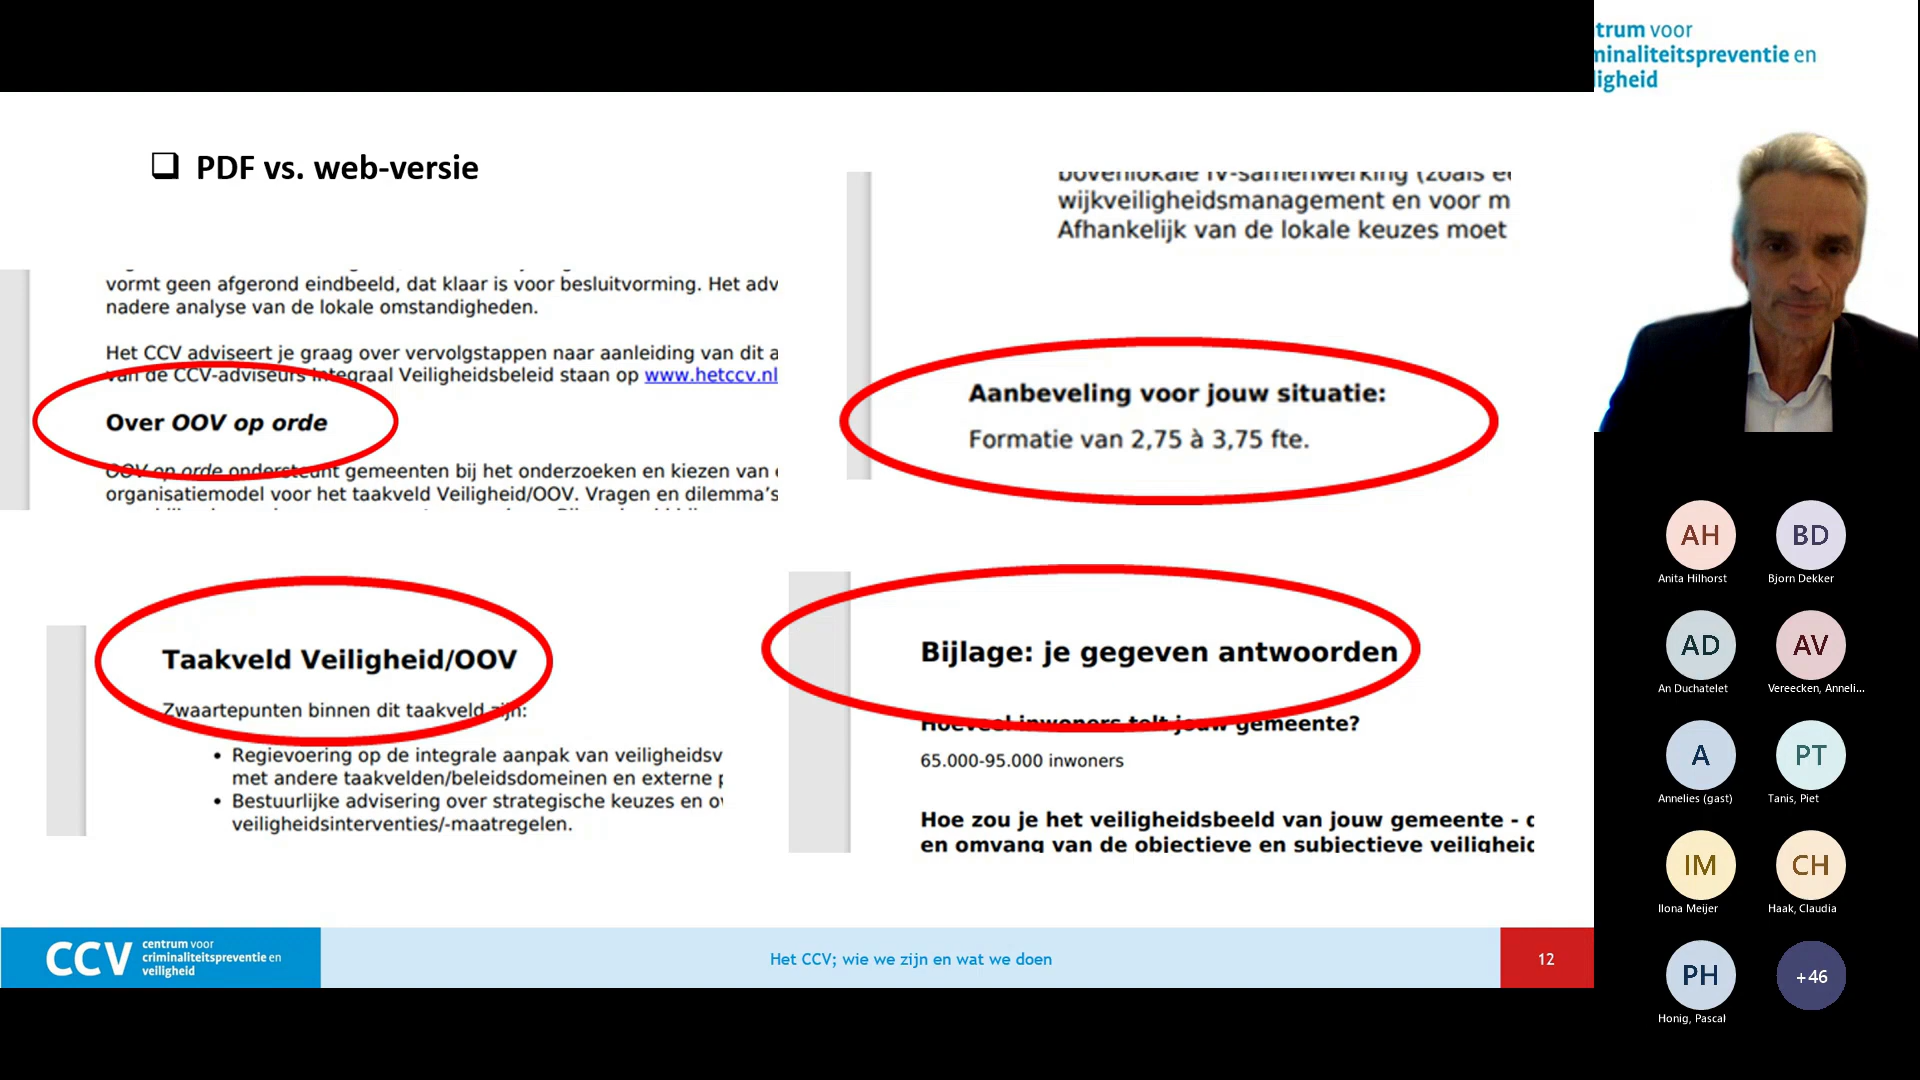 trum voor
minaliteitspreventie en
ligheid
PDF vs. web-versie
vormt geen afgerond eindbeeld, dat klaar is voor besluitvorming. Het adv
nadere analyse van de lokale omstandigheden.
Het CCV adviseert je graag over vervolgstappen naar aanleiding van dit a
van de CCV-adviseurs Integraal Veiligheidsbeleid staan op www.hetccv.nl
Over OOV op orde
OOV op orde ondersteunt gemeenten bij het onderzoeken en kiezen van
organisatiemodel voor het taakveld Veiligheid/OOV. Vragen en dilemma's
bovenlokale IV-samenwerking (zoals e
wijkveiligheidsmanagement en voor m
Afhankelijk van de lokale keuzes moet
Aanbeveling voor jouw situatie:
Formatie van 2,75 à 3,75 fte.
Taakveld Veiligheid/OOV
Zwaartepunten binnen dit taakveld zijn:
• Regievoering op de integrale aanpak van veiligheidsv
met andere taakvelden/beleidsdomeinen en externe p
• Bestuurlijke advisering over strategische keuzes en ov
veiligheidsinterventies/-maatregelen.
Bijlage: je gegeven antwoorden
Hoeveel inwoners telt jouw gemeente?
65.000-95.000 inwoners
Hoe zou je het veiligheidsbeeld van jouw gemeente - d
en omvang van de objectieve en subjectieve veiligheid
CCV centrum voor
criminaliteitspreventie en
veiligheid
Het CCV; wie we zijn en wat we doen
12
AH
Anita Hilhorst
BD
Bjorn Dekker
AD
An Duchatelet
AV
Vereecken, Anneli...
A
Annelies (gast)
PT
Tanis, Piet
IM
Ilona Meijer
CH
Haak, Claudia
PH
Honig, Pascal
+46